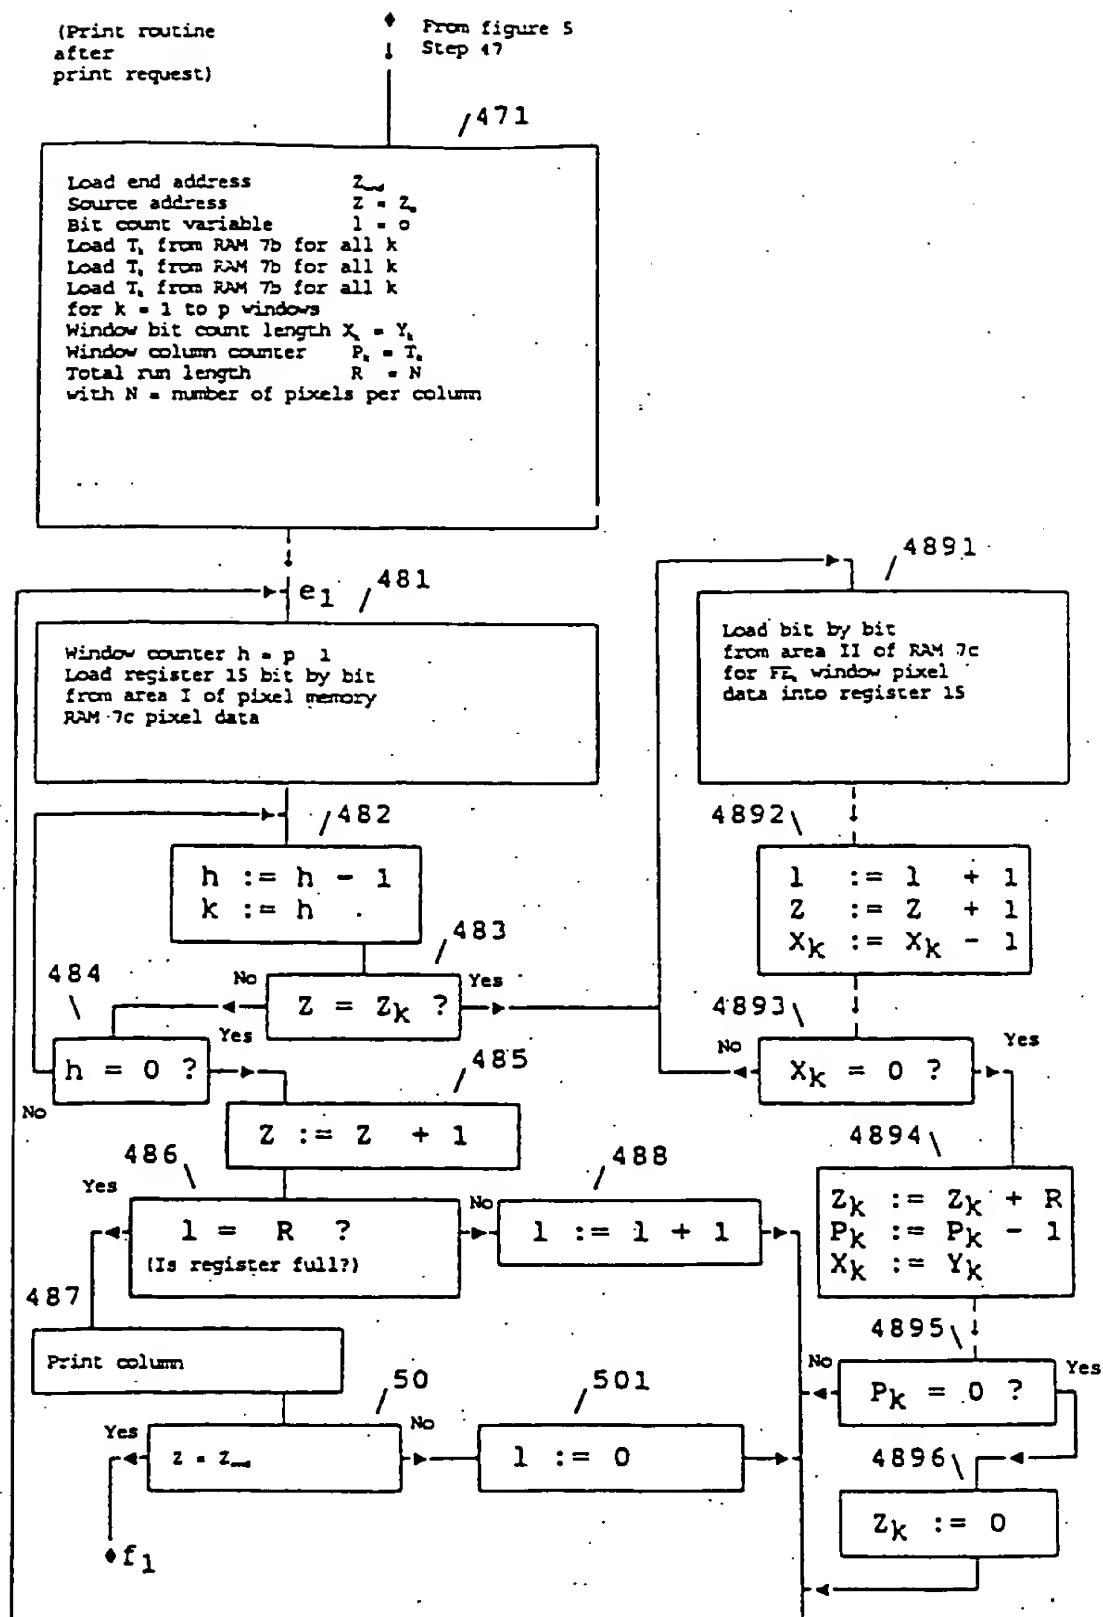 (Print routine
after
print request)
From figure 5
Step 47
471
Load end address
Source address Z = Z
Bit count variable l = o
Load T from RAM 7b for all k
Load T from RAM 7b for all k
Load T from RAM 7b for all k
for k = 1 to p windows
Window bit count length X = Y
Window column counter P = T
Total run length R = N
with N = number of pixels per column
e1
481
Window counter h = p 1
Load register 15 bit by bit
from area I of pixel memory
RAM 7c pixel data
4891
Load bit by bit
from area II of RAM 7c
for window pixel
data into register 15
482
h := h - 1
k := h
483
No
Z = Zk ?
Yes
484
h = 0 ?
Yes
No
485
Z := Z + 1
486
Yes
l = R ?
(Is register full?)
No
488
l := l + 1
487
Print column
50
Yes
z =
No
501
l := 0
f1
4892
l := l + 1
Z := Z + 1
Xk := Xk - 1
4893
No
Xk = 0 ?
Yes
4894
Zk := Zk + R
Pk := Pk - 1
Xk := Yk
4895
No
Pk = 0 ?
Yes
4896
Zk := 0